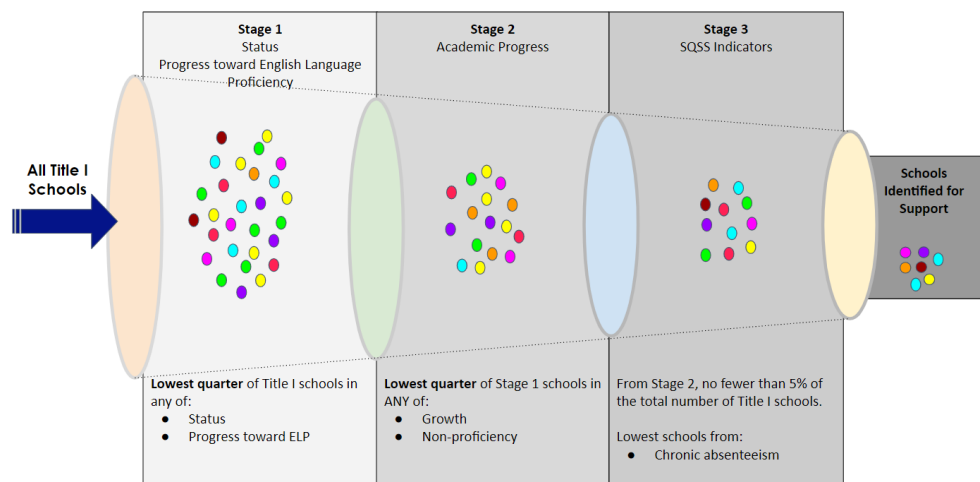 All Title I
Schools
Stage 1
Status
Progress toward English Language
Proficiency
Lowest quarter of Title I schools in
any of:
● Status
● Progress toward ELP
Stage 2
Academic Progress
Lowest quarter of Stage 1 schools in
ANY of:
● Growth
● Non-proficiency
Stage 3
SQSS Indicators
From Stage 2, no fewer than 5% of
the total number of Title I schools.
Lowest schools from:
● Chronic absenteeism
Schools
Identified for
Support